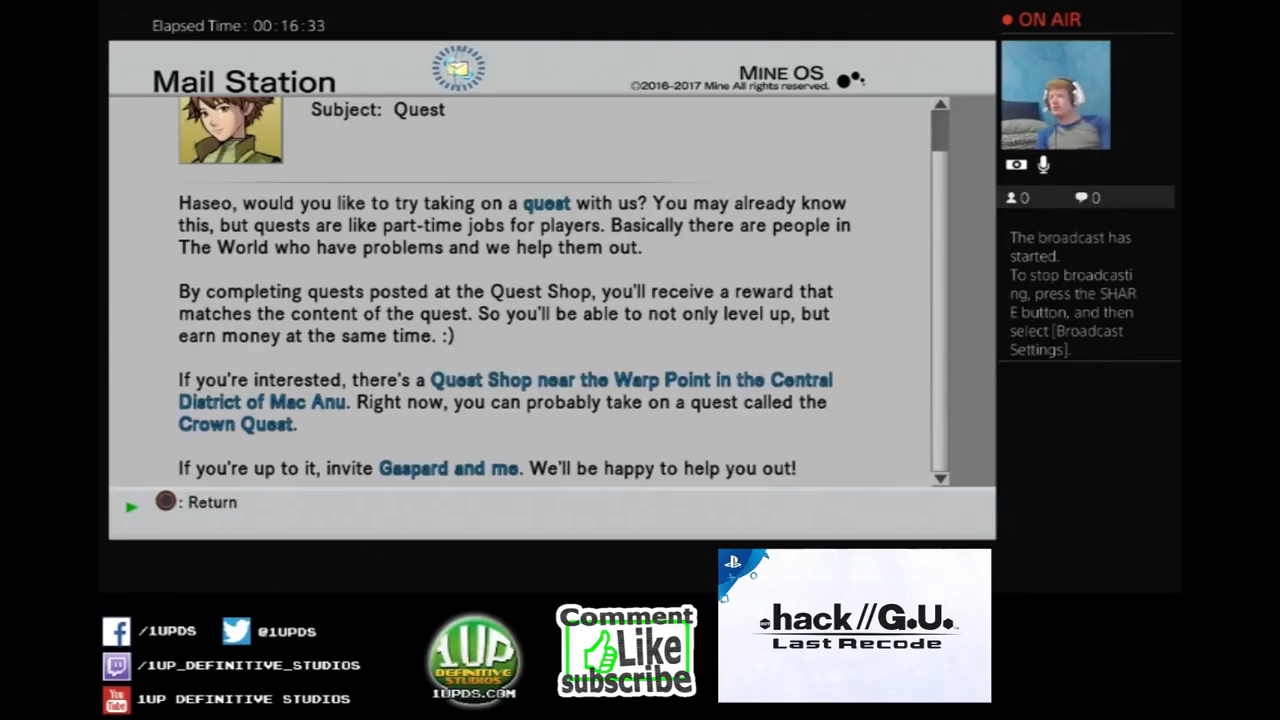 Elapsed Time: 00:16:33
ON AIR
Mail Station
MINE OS
©2016-2017 Mine All rights reserved.
Subject: Quest
Haseo, would you like to try taking on a quest with us? You may already know
this, but quests are like part-time jobs for players. Basically there are people in
The World who have problems and we help them out.
By completing quests posted at the Quest Shop, you'll receive a reward that
matches the content of the quest. So you'll be able to not only level up, but
earn money at the same time. :)
If you're interested, there's a Quest Shop near the Warp Point in the Central
District of Mac Anu. Right now, you can probably take on a quest called the
Crown Quest.
If you're up to it, invite Gaspard and me. We'll be happy to help you out!
: Return
0 0
The broadcast has
started.
To stop broadcasti
ng, press the SHAR
E button, and then
select [Broadcast
Settings].
/1UPDS @1UPDS
/1UP_DEFINITIVE_STUDIOS
You Tube 1UP DEFINITIVE STUDIOS
1UP
DEFINITIVE
STUDIOS
1UPDS.COM
Comment
Like
subscribe
.hack//G.U.™
Last Recode